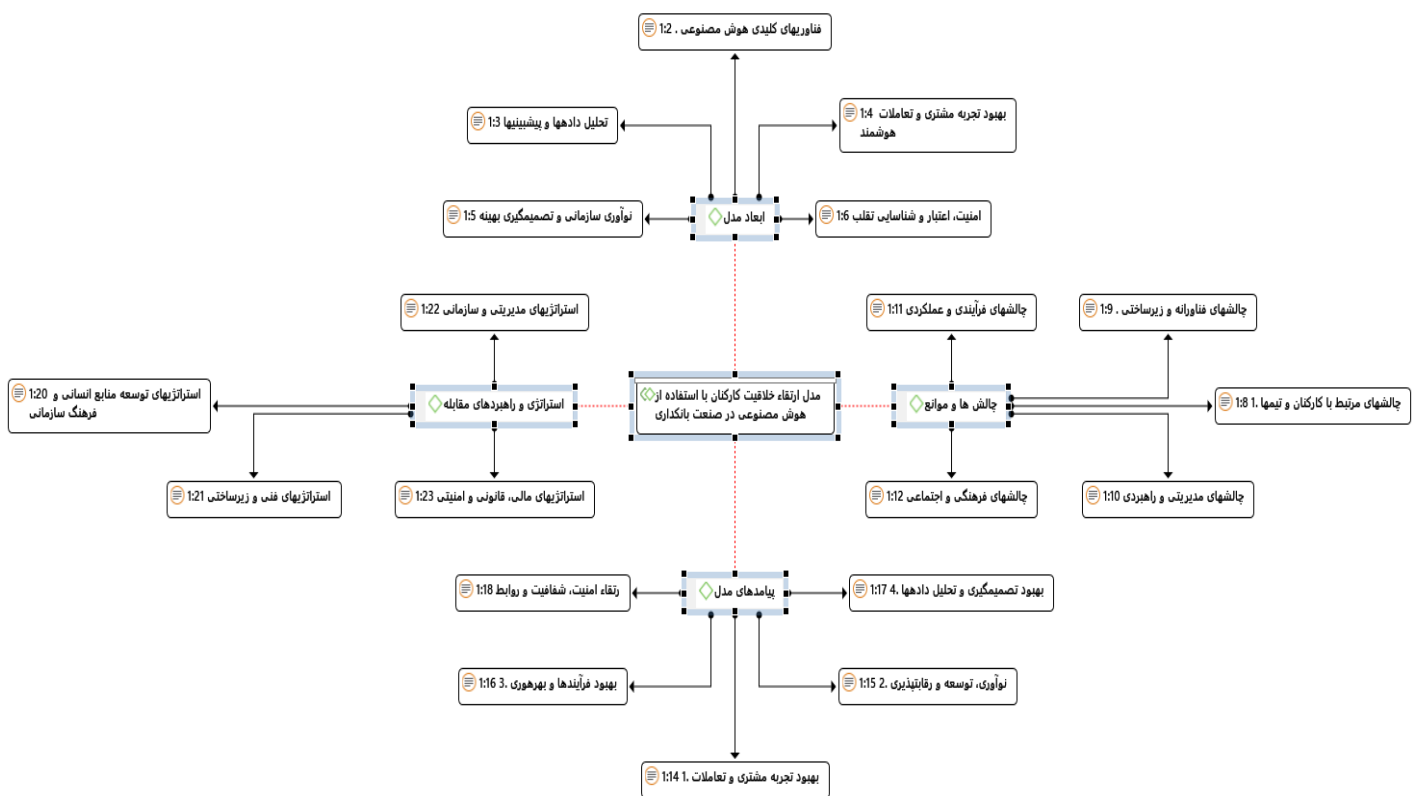 1:2 . فناوریهای کلیدی هوش مصنوعی
1:4 بهبود تجربه مشتری و تعاملات
هوشمند
1:3 تحلیل دادهها و پیشبینیها
1:6 امنیت، اعتبار و شناسایی تقلب
ابعاد مدل
1:5 نوآوری سازمانی و تصمیمگیری بهینه
1:9 . چالشهای فناورانه و زیرساختی
1:11 چالشهای فرآیندی و عملکردی
1:22 استراتژیهای مدیریتی و سازمانی
1:8 1. چالشهای مرتبط با کارکنان و تیمها
چالش ها و موانع
مدل ارتقاء خلاقیت کارکنان با استفاده از
هوش مصنوعی در صنعت بانکداری
استراتژی و راهبردهای مقابله
1:20 استراتژیهای توسعه منابع انسانی و
فرهنگ سازمانی
1:10 چالشهای مدیریتی و راهبردی
1:12 چالشهای فرهنگی و اجتماعی
1:23 استراتژیهای مالی، قانونی و امنیتی
1:21 استراتژیهای فنی و زیرساختی
1:17 4. بهبود تصمیمگیری و تحلیل دادهها
پیامدهای مدل
1:18 رتقاء امنیت، شفافیت و روابط
1:15 2. نوآوری، توسعه و رقابتپذیری
1:16 3. بهبود فرآیندها و بهرهوری
1:14 1. بهبود تجربه مشتری و تعاملات